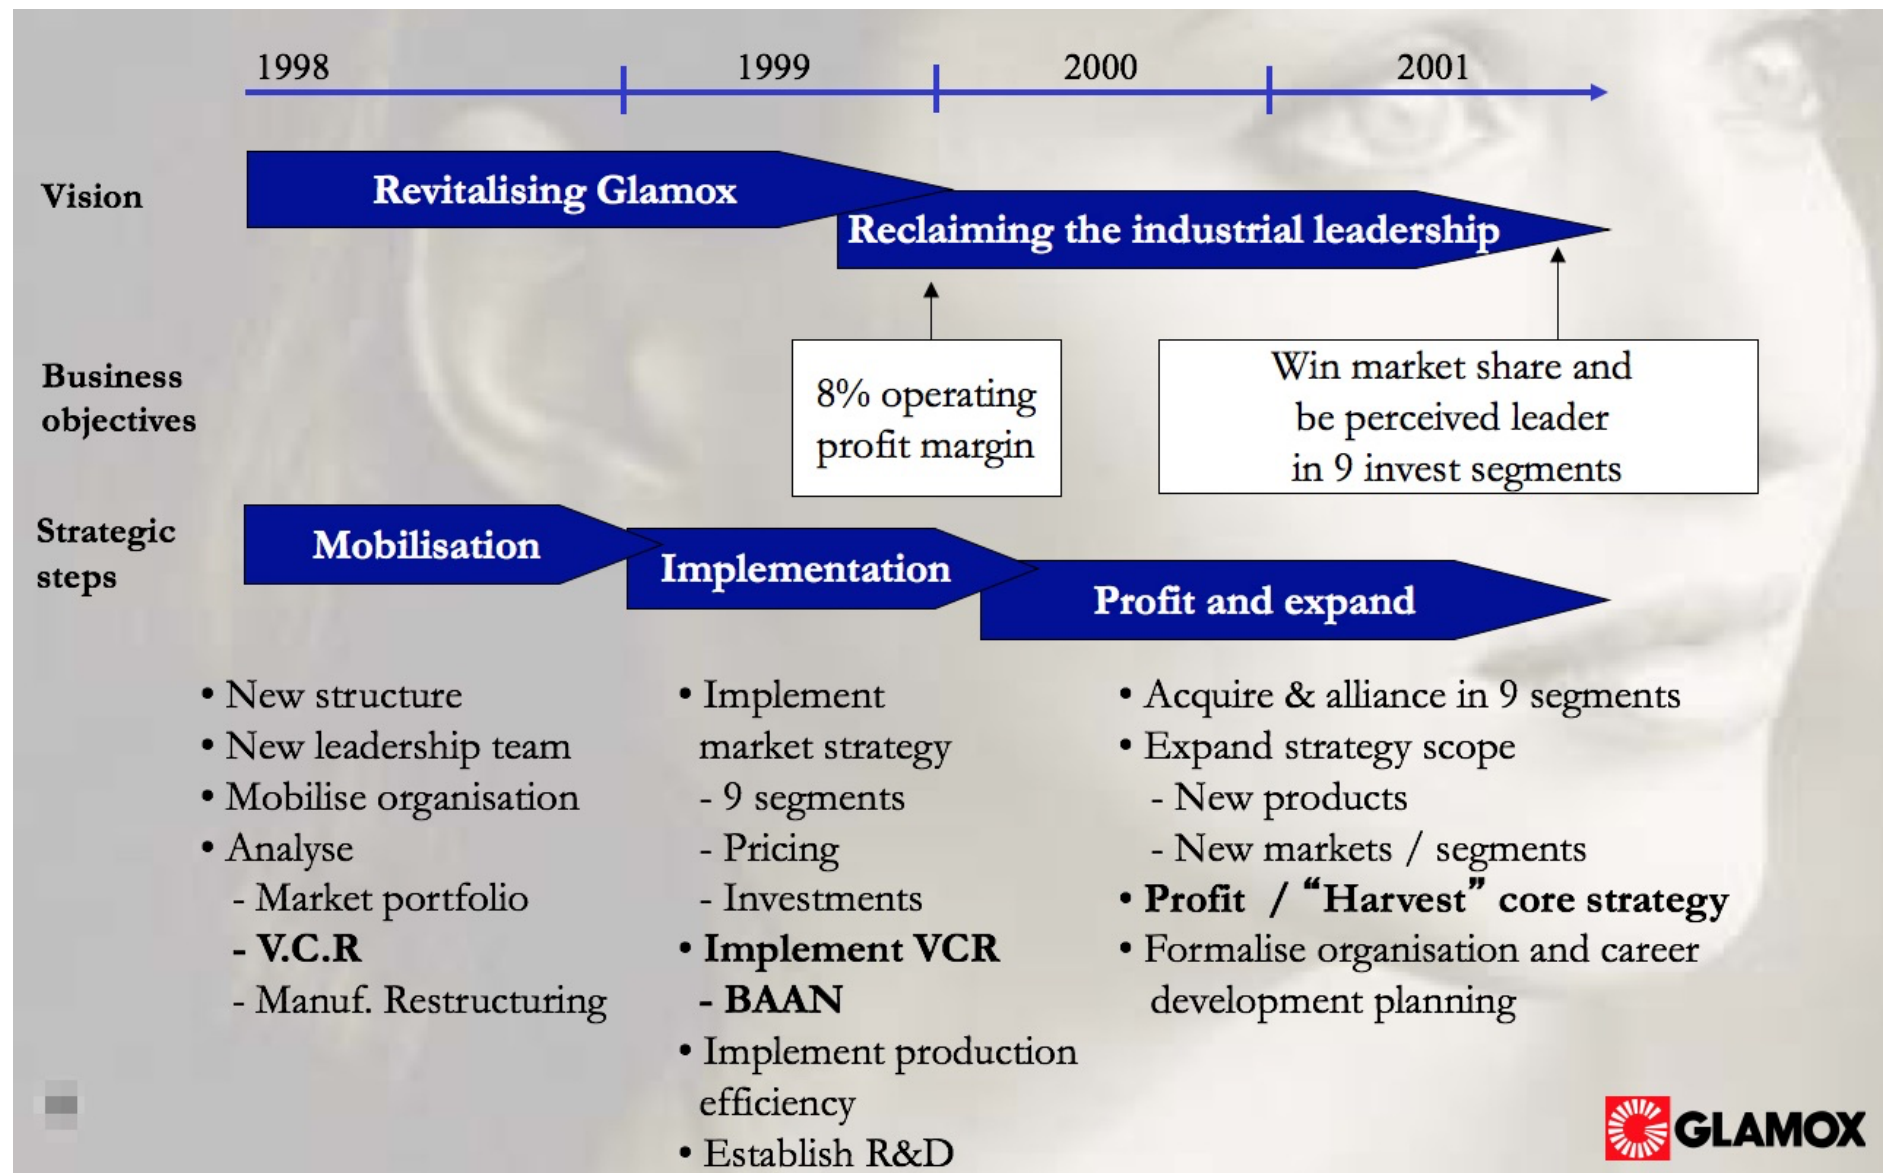 1998 1999 2000 2001
Vision
Revitalising Glamox
Reclaiming the industrial leadership
Business
objectives
8% operating
profit margin
Win market share and
be perceived leader
in 9 invest segments
Strategic
steps
Mobilisation
Implementation
Profit and expand
• New structure
• New leadership team
• Mobilise organisation
• Analyse
- Market portfolio
- V.C.R
- Manuf. Restructuring
• Implement
market strategy
- 9 segments
- Pricing
- Investments
• Implement VCR
- BAAN
• Implement production
efficiency
• Establish R&D
• Acquire & alliance in 9 segments
• Expand strategy scope
- New products
- New markets / segments
• Profit / “Harvest” core strategy
• Formalise organisation and career
development planning
GLAMOX